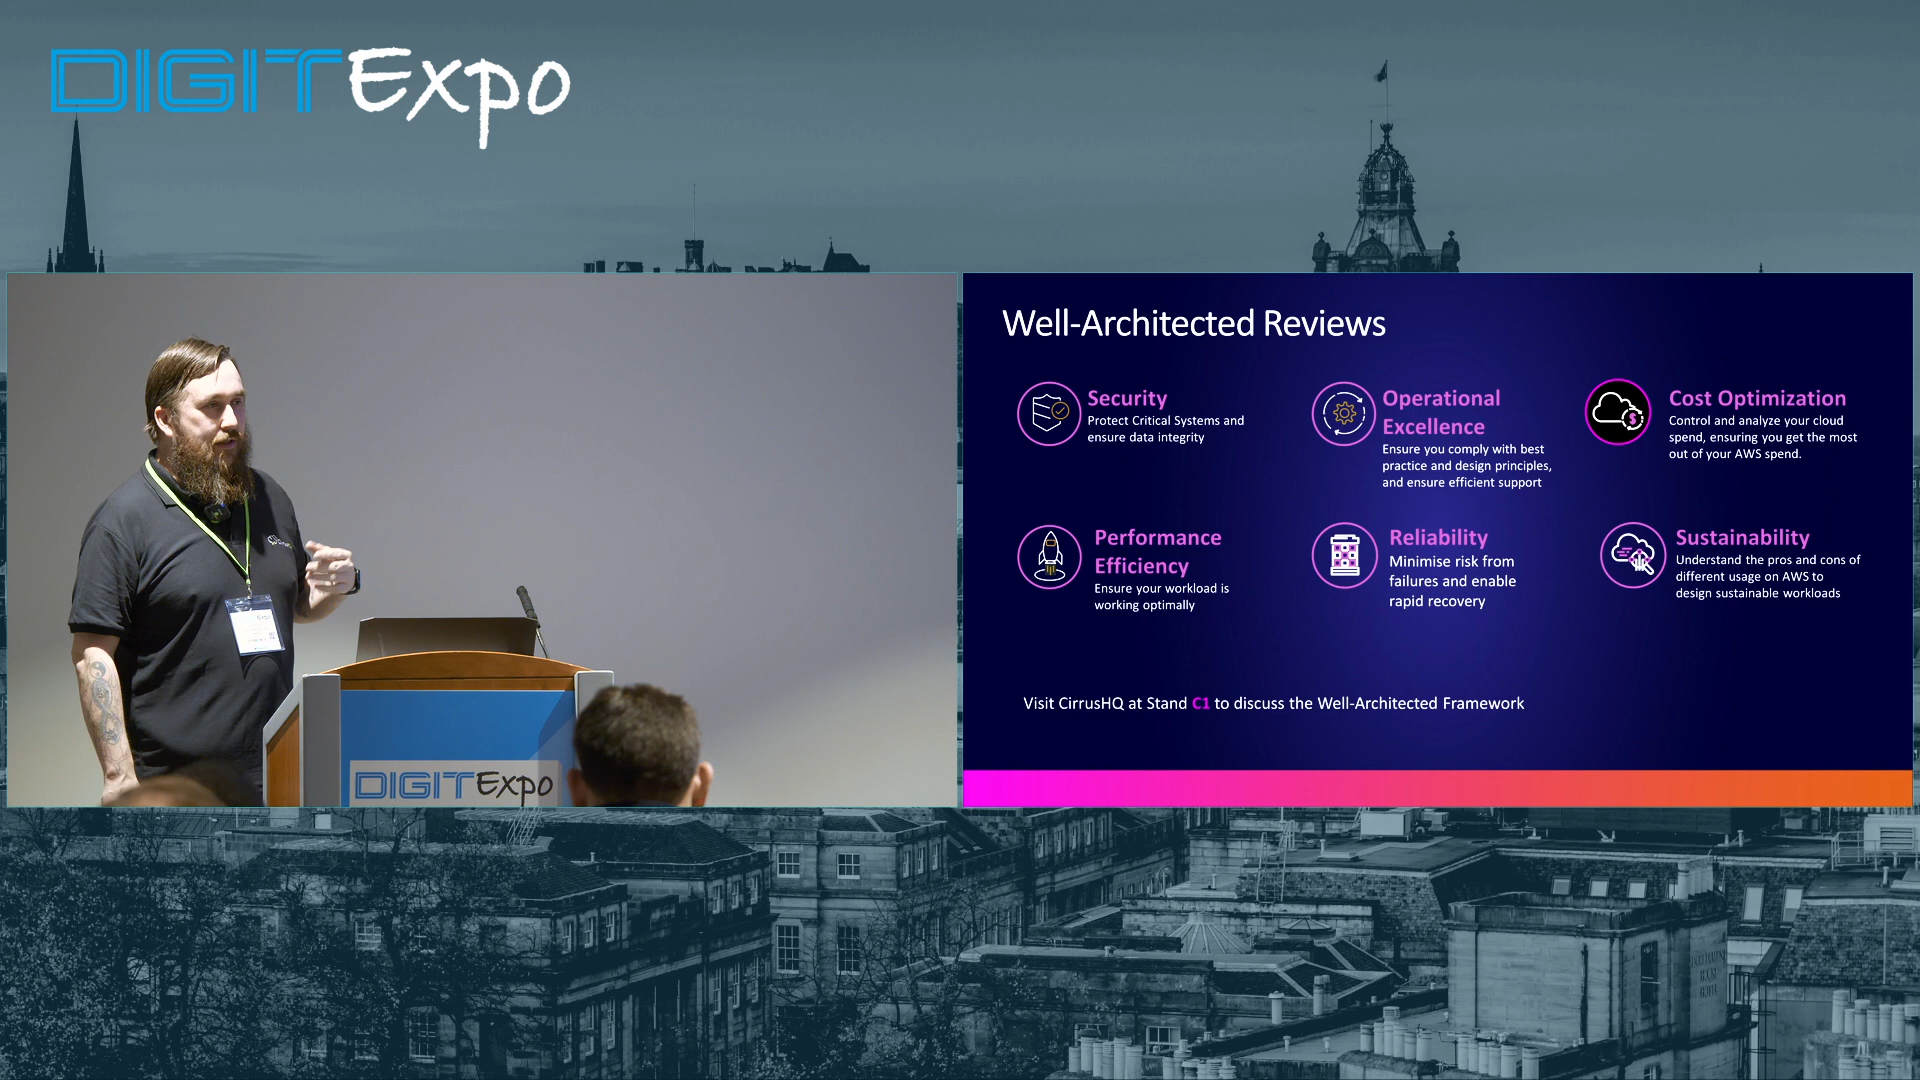 DIGITExpo
DIGITExpo
Well-Architected Reviews
Security
Protect Critical Systems and
ensure data integrity
Operational
Excellence
Ensure you comply with best
practice and design principles,
and ensure efficient support
Cost Optimization
Control and analyze your cloud
spend, ensuring you get the most
out of your AWS spend.
Performance
Efficiency
Ensure your workload is
working optimally
Reliability
Minimise risk from
failures and enable
rapid recovery
Sustainability
Understand the pros and cons of
different usage on AWS to
design sustainable workloads
Visit CirrusHQ at Stand C1 to discuss the Well-Architected Framework